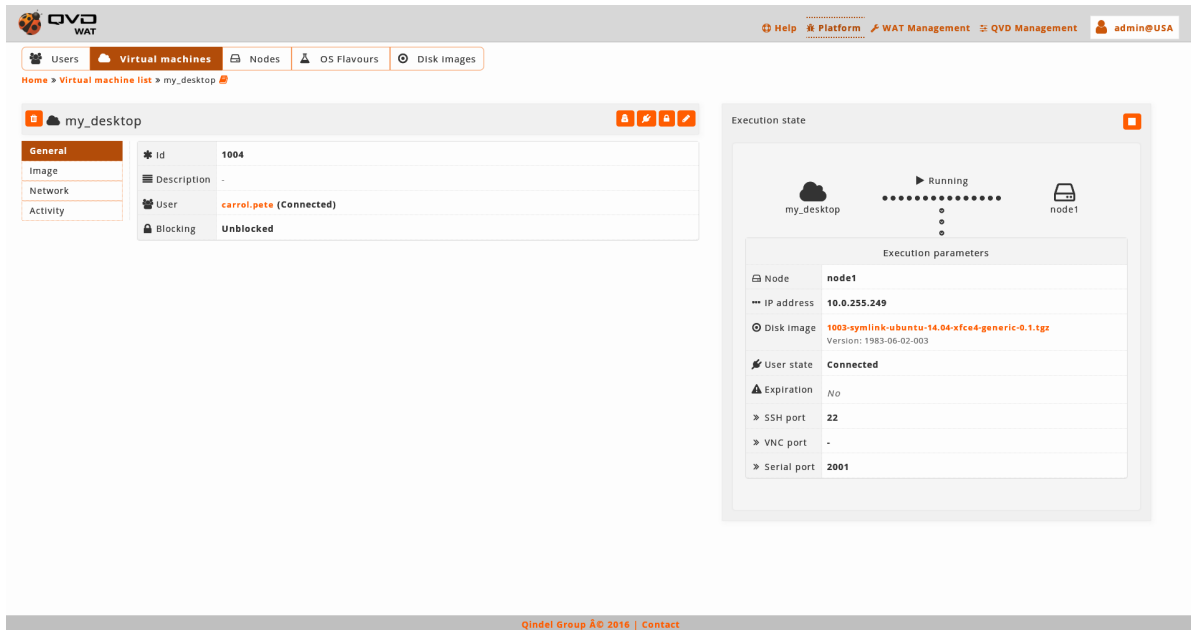 QVD
WAT
Help Platform WAT Management QVD Management admin@USA
Users Virtual machines Nodes OS Flavours Disk images
Home » Virtual machine list » my_desktop
my_desktop
General
Image
Network
Activity
Id 1004
Description -
User carrol.pete (Connected)
Blocking Unblocked
Execution state
Running
my_desktop node1
Execution parameters
Node node1
IP address 10.0.255.249
Disk image 1003-symlink-ubuntu-14.04-xfce4-generic-0.1.tgz
Version: 1983-06-02-003
User state Connected
Expiration No
» SSH port 22
» VNC port -
» Serial port 2001
Qindel Group Â© 2016 | Contact